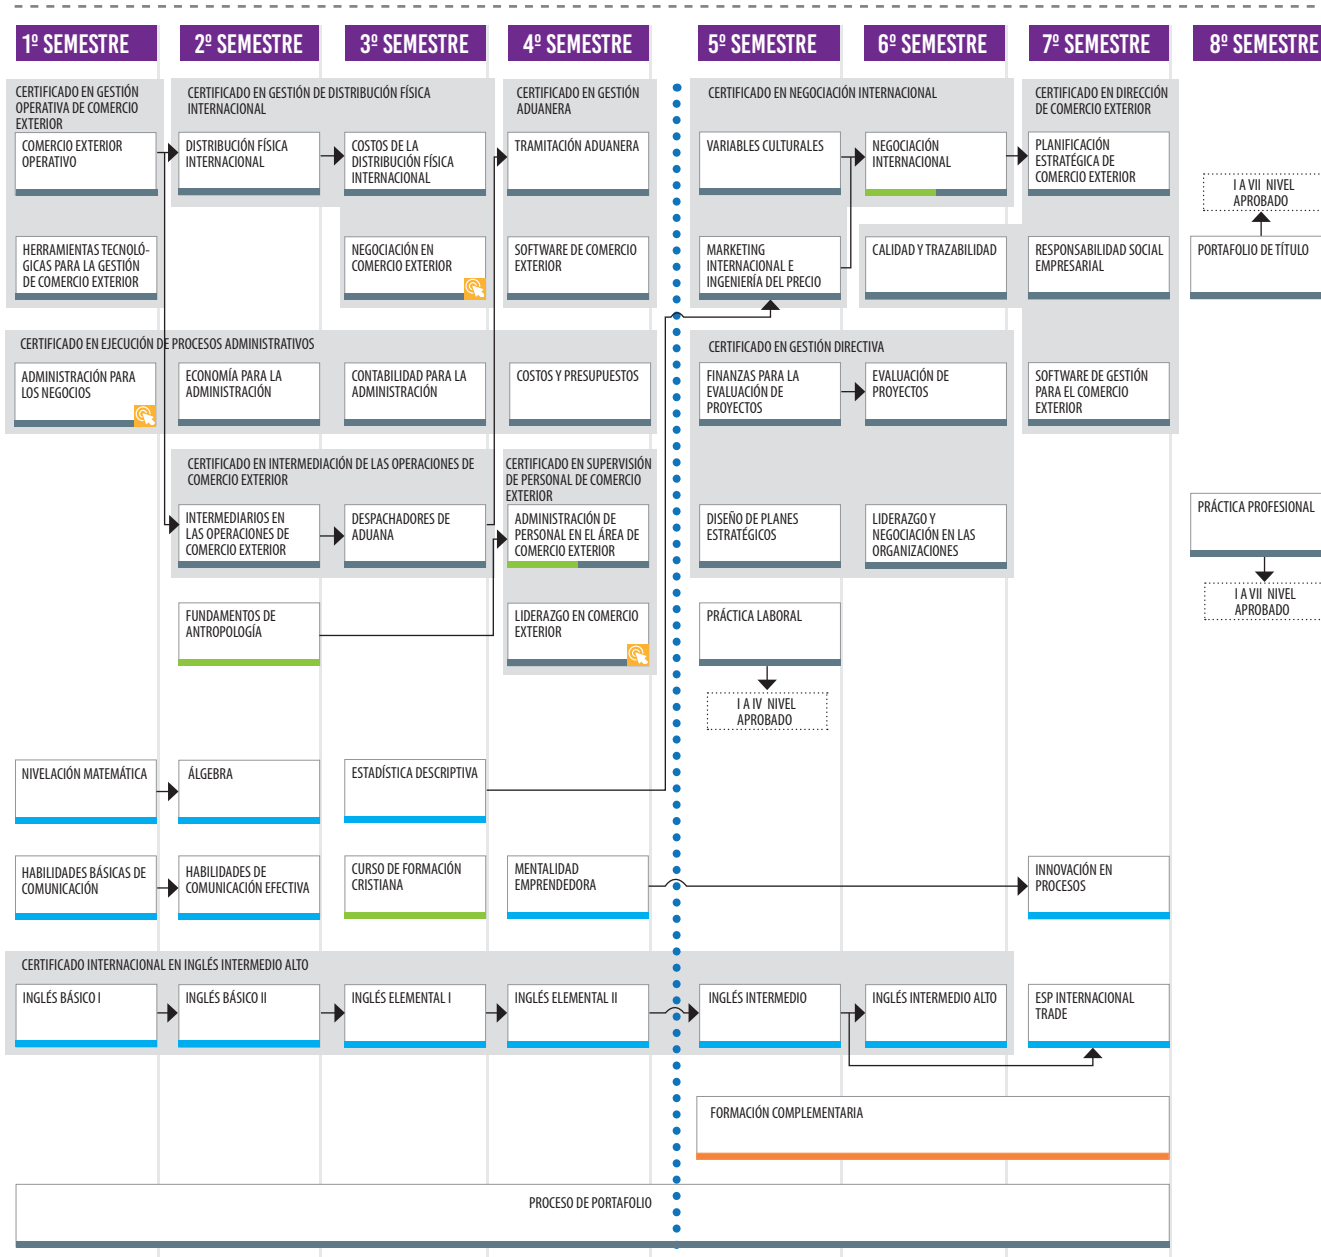 1º SEMESTRE
2º SEMESTRE
3º SEMESTRE
4º SEMESTRE
5º SEMESTRE
6º SEMESTRE
7º SEMESTRE
8º SEMESTRE
CERTIFICADO EN GESTIÓN
OPERATIVA DE COMERCIO
EXTERIOR
CERTIFICADO EN GESTIÓN DE DISTRIBUCIÓN FÍSICA
INTERNACIONAL
CERTIFICADO EN GESTIÓN
ADUANERA
CERTIFICADO EN NEGOCIACIÓN INTERNACIONAL
CERTIFICADO EN DIRECCIÓN
DE COMERCIO EXTERIOR
COMERCIO EXTERIOR
OPERATIVO
DISTRIBUCIÓN FÍSICA
INTERNACIONAL
COSTOS DE LA
DISTRIBUCIÓN FÍSICA
INTERNACIONAL
TRAMITACIÓN ADUANERA
VARIABLES CULTURALES
NEGOCIACIÓN
INTERNACIONAL
PLANIFICACIÓN
ESTRATÉGICA DE
COMERCIO EXTERIOR
I A VII NIVEL
APROBADO
HERRAMIENTAS TECNOLÓ-
GICAS PARA LA GESTIÓN
DE COMERCIO EXTERIOR
NEGOCIACIÓN EN
COMERCIO EXTERIOR
SOFTWARE DE COMERCIO
EXTERIOR
MARKETING
INTERNACIONAL E
INGENIERÍA DEL PRECIO
CALIDAD Y TRAZABILIDAD
RESPONSABILIDAD SOCIAL
EMPRESARIAL
PORTAFOLIO DE TÍTULO
CERTIFICADO EN EJECUCIÓN DE PROCESOS ADMINISTRATIVOS
CERTIFICADO EN GESTIÓN DIRECTIVA
ADMINISTRACIÓN PARA
LOS NEGOCIOS
ECONOMÍA PARA LA
ADMINISTRACIÓN
CONTABILIDAD PARA LA
ADMINISTRACIÓN
COSTOS Y PRESUPUESTOS
FINANZAS PARA LA
EVALUACIÓN DE
PROYECTOS
EVALUACIÓN DE
PROYECTOS
SOFTWARE DE GESTIÓN
PARA EL COMERCIO
EXTERIOR
CERTIFICADO EN INTERMEDIACIÓN DE LAS OPERACIONES DE
COMERCIO EXTERIOR
CERTIFICADO EN SUPERVISIÓN
DE PERSONAL DE COMERCIO
EXTERIOR
INTERMEDIARIOS EN
LAS OPERACIONES DE
COMERCIO EXTERIOR
DESPACHADORES DE
ADUANA
ADMINISTRACIÓN DE
PERSONAL EN EL ÁREA DE
COMERCIO EXTERIOR
DISEÑO DE PLANES
ESTRATÉGICOS
LIDERAZGO Y
NEGOCIACIÓN EN LAS
ORGANIZACIONES
PRÁCTICA PROFESIONAL
I A VII NIVEL
APROBADO
FUNDAMENTOS DE
ANTROPOLOGÍA
LIDERAZGO EN COMERCIO
EXTERIOR
PRÁCTICA LABORAL
I A IV NIVEL
APROBADO
NIVELACIÓN MATEMÁTICA
ÁLGEBRA
ESTADÍSTICA DESCRIPTIVA
HABILIDADES BÁSICAS DE
COMUNICACIÓN
HABILIDADES DE
COMUNICACIÓN EFECTIVA
CURSO DE FORMACIÓN
CRISTIANA
MENTALIDAD
EMPRENDEDORA
INNOVACIÓN EN
PROCESOS
CERTIFICADO INTERNACIONAL EN INGLÉS INTERMEDIO ALTO
INGLÉS BÁSICO I
INGLÉS BÁSICO II
INGLÉS ELEMENTAL I
INGLÉS ELEMENTAL II
INGLÉS INTERMEDIO
INGLÉS INTERMEDIO ALTO
ESP INTERNACIONAL
TRADE
FORMACIÓN COMPLEMENTARIA
PROCESO DE PORTAFOLIO